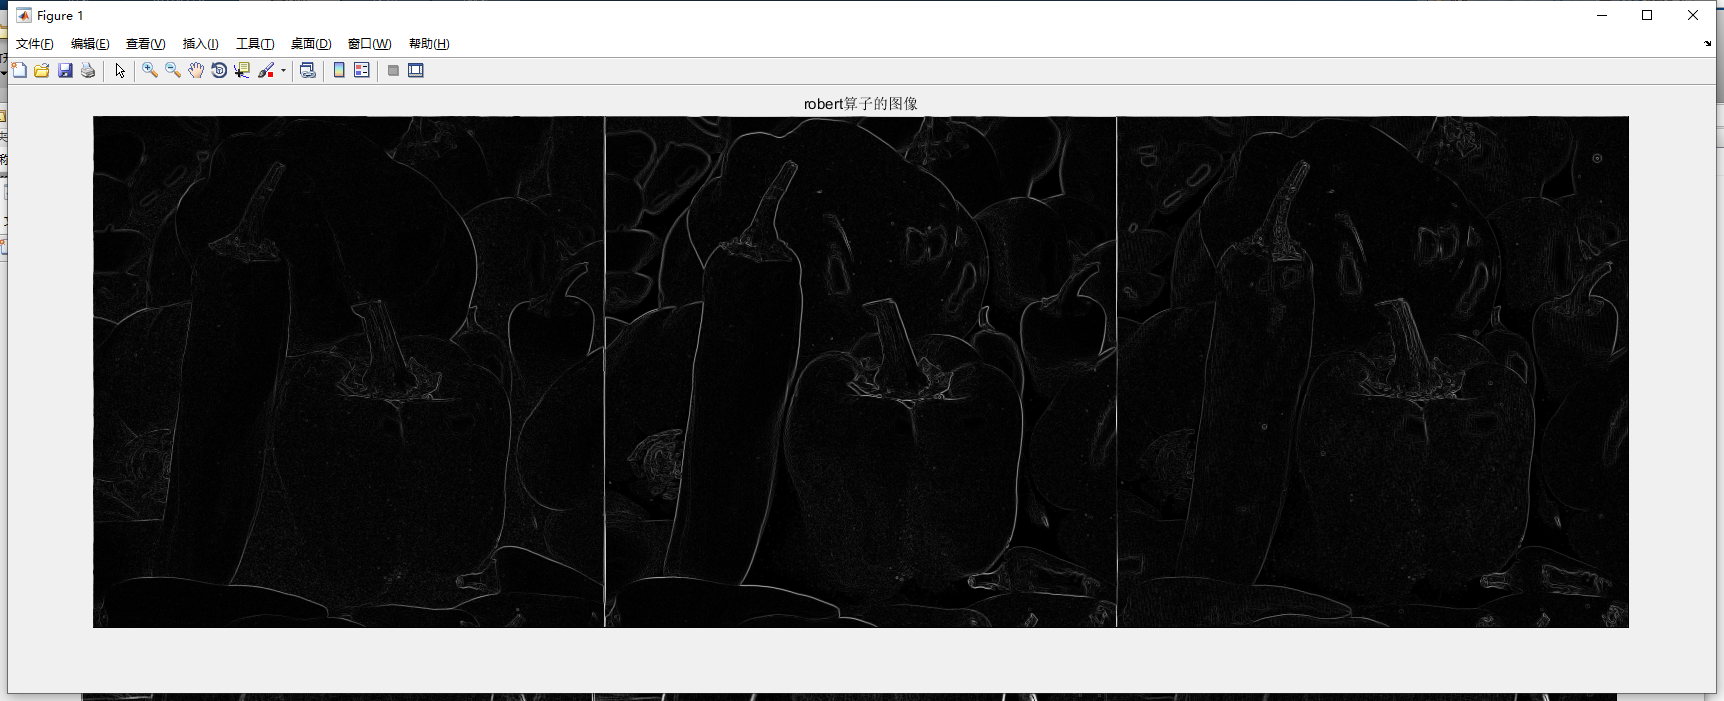 Figure 1
文件(F) 编辑(E) 查看(V) 插入(I) 工具(T) 桌面(D) 窗口(W) 帮助(H)
robert算子的图像